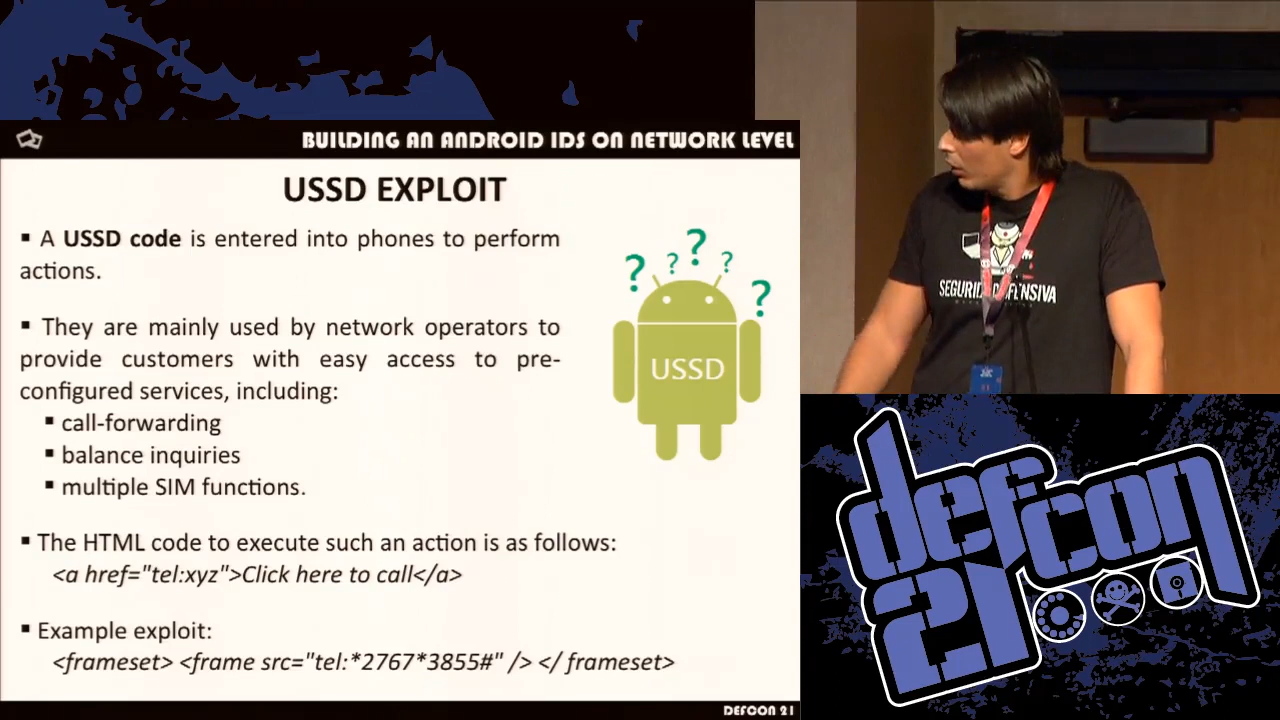 BUILDING AN ANDROID IDS ON NETWORK LEVEL
USSD EXPLOIT
▪ A USSD code is entered into phones to perform
actions.
▪ They are mainly used by network operators to
provide customers with easy access to pre-
configured services, including:
▪ call-forwarding
▪ balance inquiries
▪ multiple SIM functions.
▪ The HTML code to execute such an action is as follows:
<a href="tel:xyz">Click here to call</a>
▪ Example exploit:
<frameset> <frame src="tel:*2767*3855#" /> </ frameset>
? ? ? ? ?
USSD
DEFCON 21
SEGURIDAD OFENSIVA
defcon
21